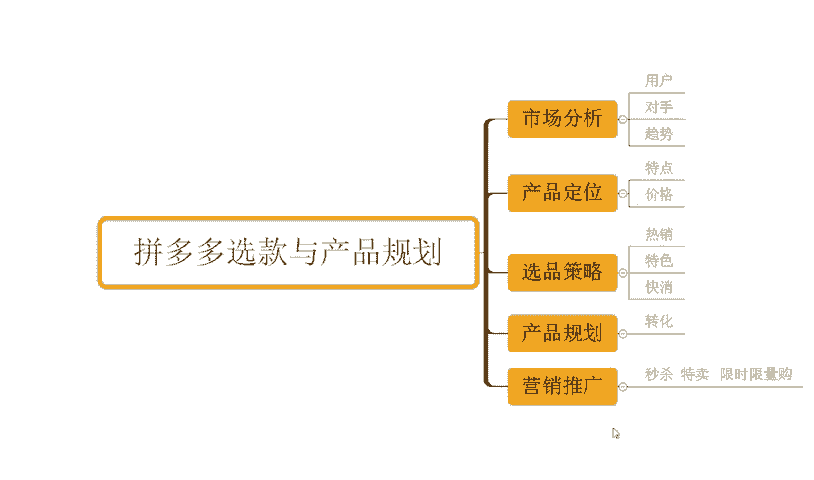 拼多多选款与产品规划
市场分析
用户
对手
趋势
产品定位
特点
价格
选品策略
热销
特色
快消
产品规划
转化
营销推广
秒杀 特卖 限时限量购